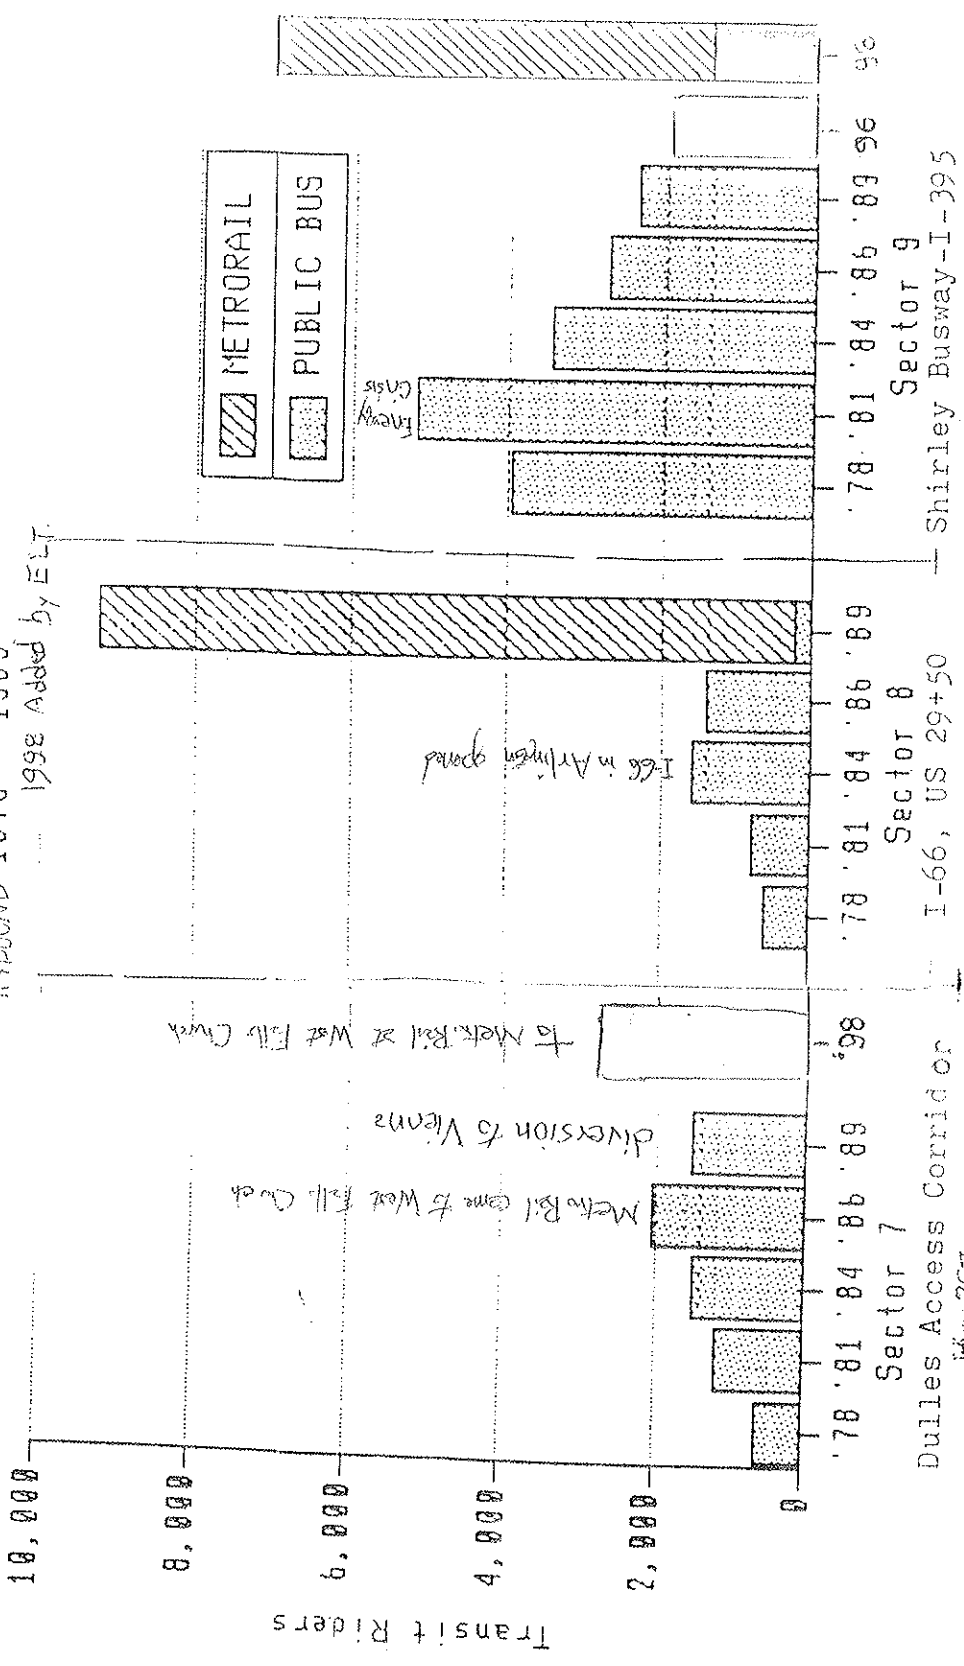 1998 Added by ELT.
10,000
8,000
6,000
4,000
2,000
0
Transit Riders
METRORAIL
PUBLIC BUS
Metro Rail came to West Falls Church
diversion to Vienna
to Metro Rail at West Falls Church
I-66 in Arlington opened
Energy
Crisis
'78 '81 '84 '86 '89 '98
'78 '81 '84 '86 '89
'78 '81 '84 '86 '89 96 96
Sector 7
Sector 8
Sector 9
Dulles Access Corridor
I-66, US 29+50
Shirley Busway-I-395